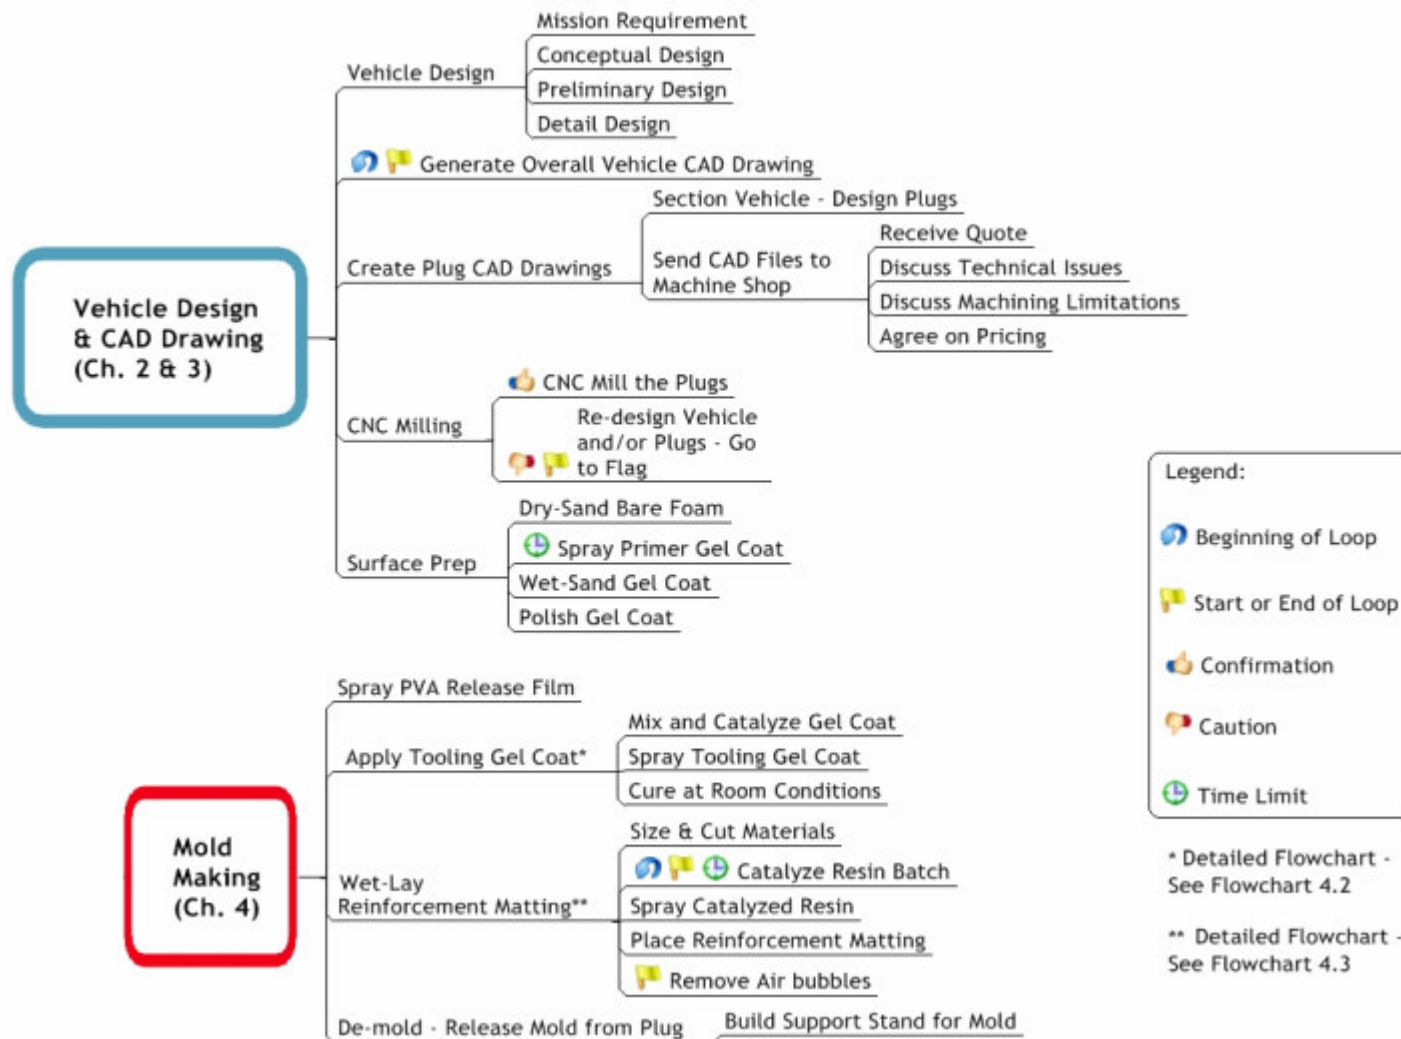 Mission Requirement
Conceptual Design
Vehicle Design
Preliminary Design
Detail Design
Generate Overall Vehicle CAD Drawing
Section Vehicle - Design Plugs
Receive Quote
Create Plug CAD Drawings
Send CAD Files to
Machine Shop
Discuss Technical Issues
Discuss Machining Limitations
Agree on Pricing
Vehicle Design
& CAD Drawing
(Ch. 2 & 3)
CNC Mill the Plugs
CNC Milling
Re-design Vehicle
and/or Plugs - Go
to Flag
Dry-Sand Bare Foam
Spray Primer Gel Coat
Surface Prep
Wet-Sand Gel Coat
Polish Gel Coat
Legend:
Beginning of Loop
Start or End of Loop
Confirmation
Caution
Time Limit
* Detailed Flowchart -
See Flowchart 4.2
** Detailed Flowchart -
See Flowchart 4.3
Spray PVA Release Film
Mix and Catalyze Gel Coat
Apply Tooling Gel Coat*
Spray Tooling Gel Coat
Cure at Room Conditions
Mold
Making
(Ch. 4)
Size & Cut Materials
Catalyze Resin Batch
Wet-Lay
Reinforcement Matting**
Spray Catalyzed Resin
Place Reinforcement Matting
Remove Air bubbles
De-mold - Release Mold from Plug
Build Support Stand for Mold